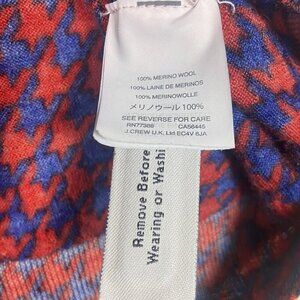 100% MERINO WOOL
100% LAINE DE MERINOS
100% MERINOWOLLE
メリノウール 100%
SEE REVERSE FOR CARE
RN77388 CA56445
J.CREW U.K. Ltd EC4V 6JA
Remove Before
Wearing or Washi